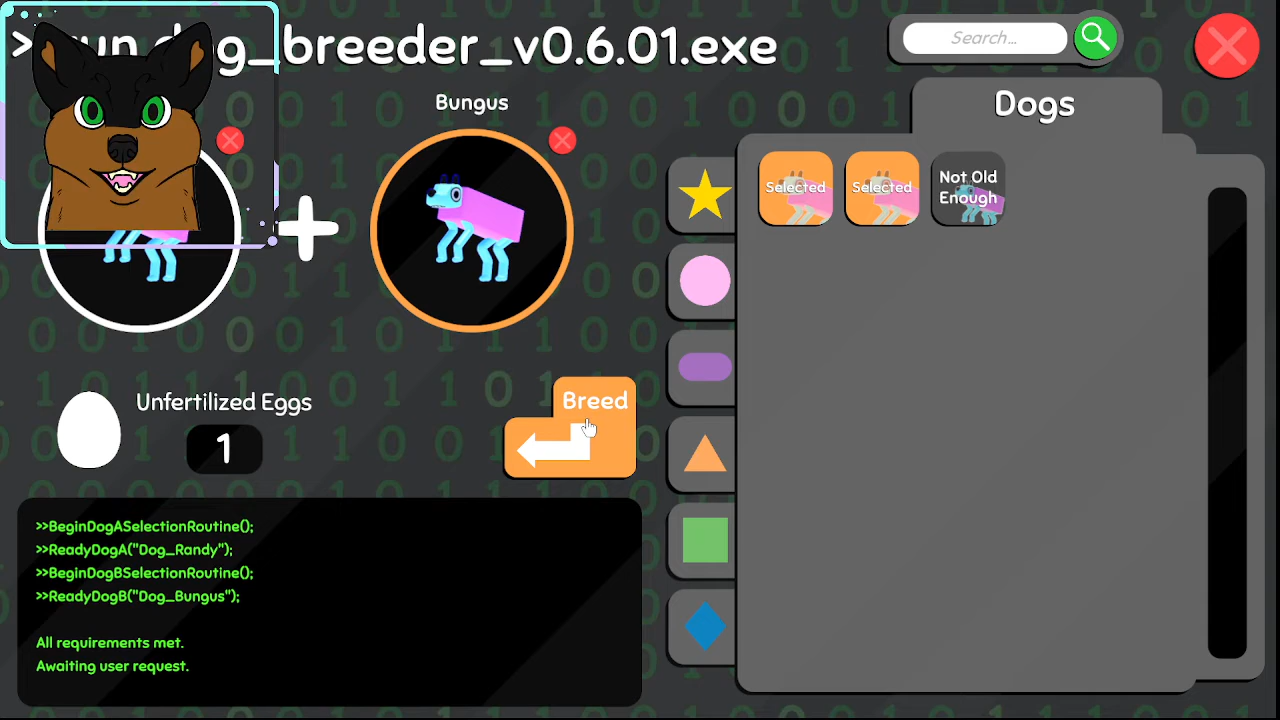 > run dog_breeder_v0.6.01.exe
Search...
Dogs
Bungus
Selected
Selected
Not Old
Enough
Unfertilized Eggs
1
Breed
>>BeginDogASelectionRoutine();
>>ReadyDogA("Dog_Randy");
>>BeginDogBSelectionRoutine();
>>ReadyDogB("Dog_Bungus");
All requirements met.
Awaiting user request.